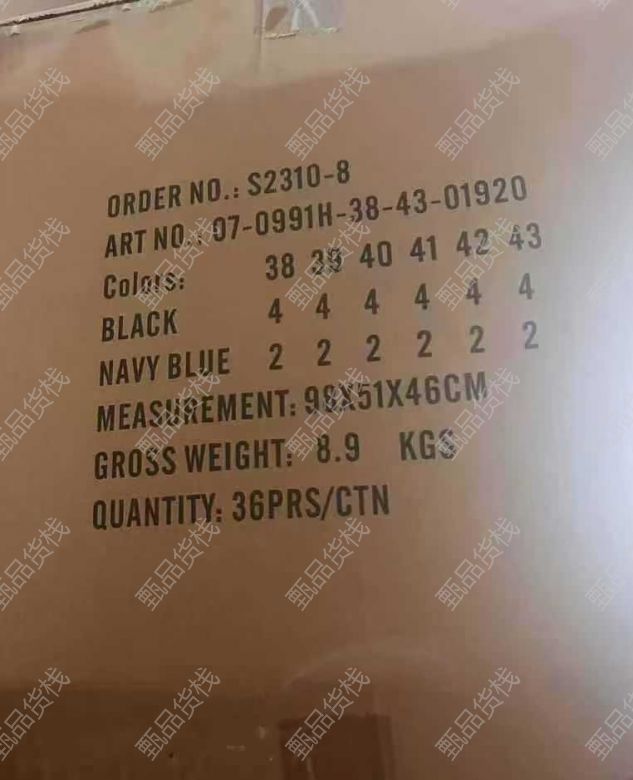 ORDER NO.: S2310-8
ART NO.: 07-0991H-38-43-01920
Colors: 38 39 40 41 42 43
BLACK 4 4 4 4 4 4
NAVY BLUE 2 2 2 2 2 2
MEASUREMENT: 98X51X46CM
GROSS WEIGHT: 8.9 KGS
QUANTITY: 36PRS/CTN
甄品货栈